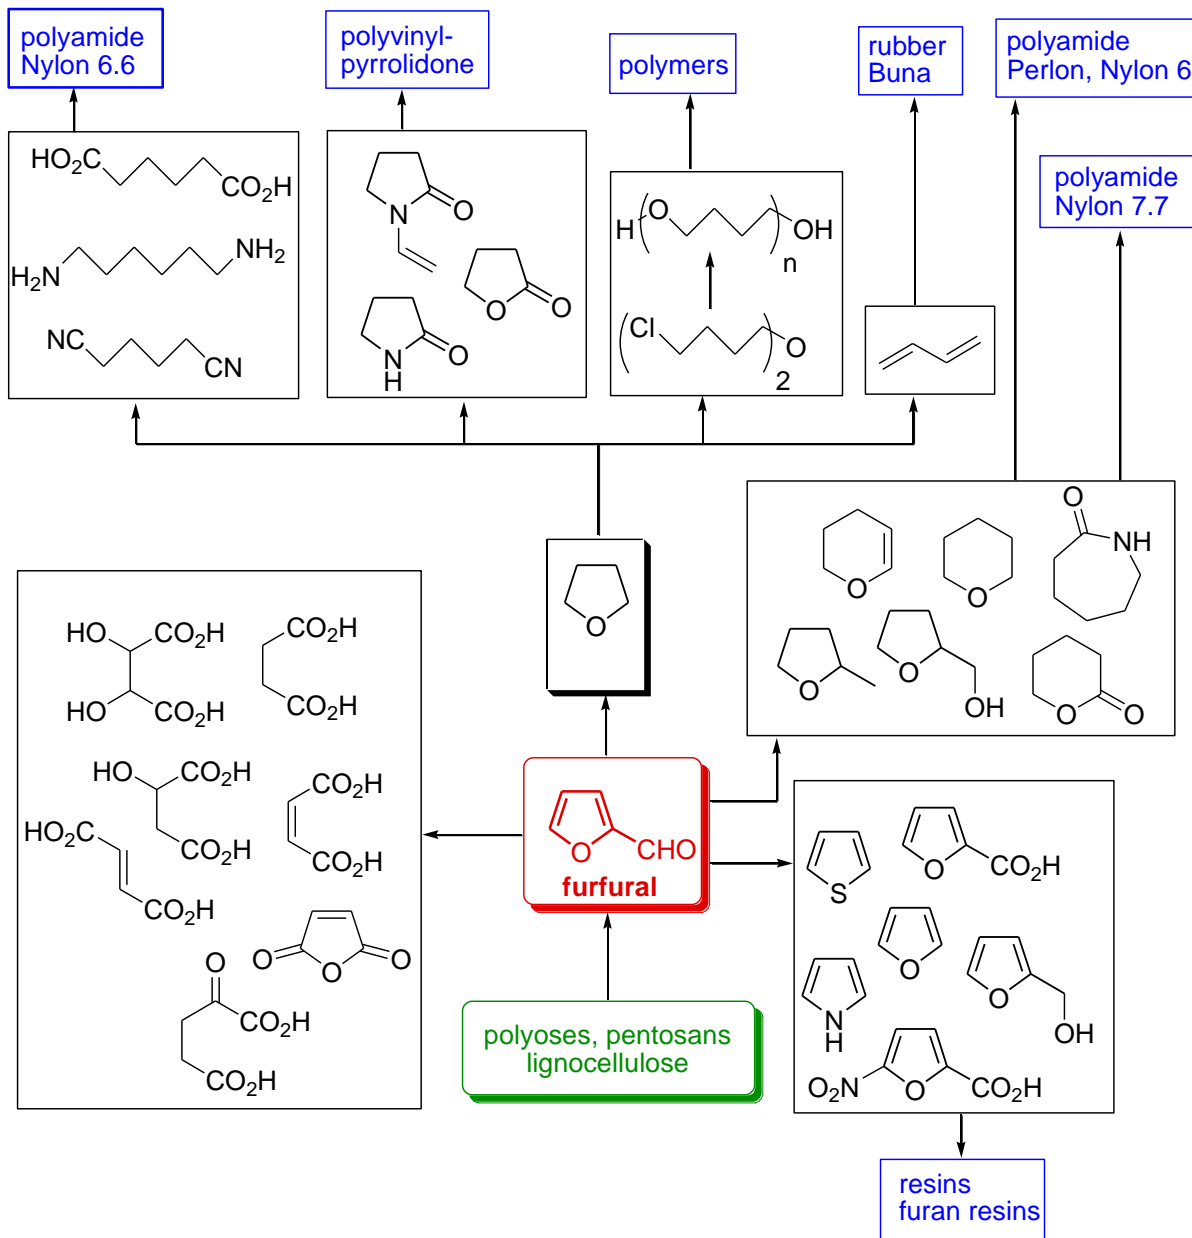 polyamide
Nylon 6.6
polyvinyl-
pyrrolidone
polymers
rubber
Buna
polyamide
Perlon, Nylon 6
polyamide
Nylon 7.7
HO₂C
CO₂H
H₂N
NH₂
NC
CN
N
O
O
O
N
H
O
H
O
OH
n
Cl
O
2
O
O
O
NH
O
O
OH
O
O
O
HO
CO₂H
HO
CO₂H
CO₂H
CO₂H
HO
CO₂H
CO₂H
HO₂C
CO₂H
CO₂H
CO₂H
O
O
O
O
CO₂H
CO₂H
O
CHO
furfural
polyoses, pentosans
lignocellulose
S
O
CO₂H
O
N
H
O
OH
O₂N
O
CO₂H
resins
furan resins